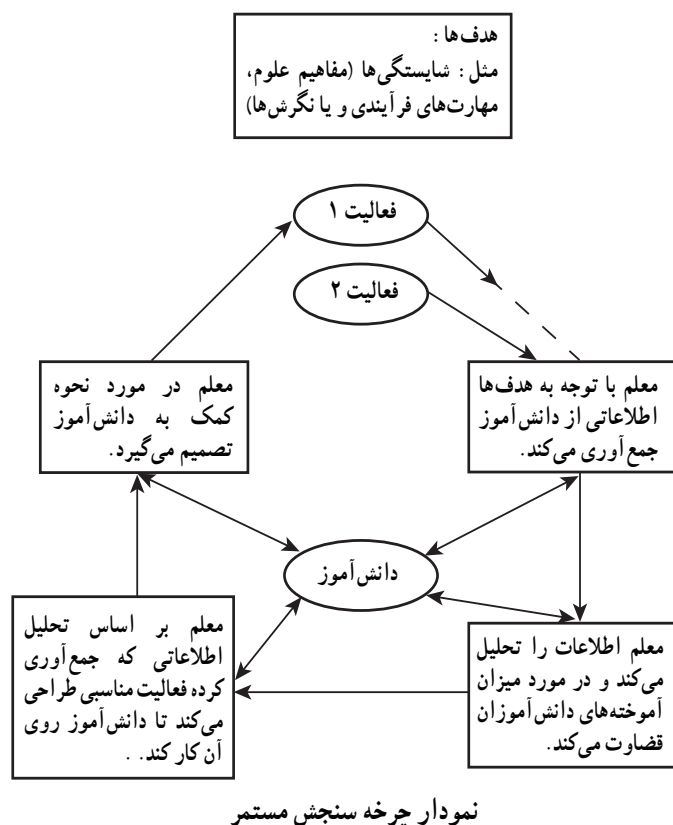 هدف‌ها :
مثل : شایستگی‌ها (مفاهیم علوم،
مهارت‌های فرآیندی و یا نگرش‌ها)
فعالیت ۱
فعالیت ۲
معلم با توجه به هدف‌ها
اطلاعاتی از دانش‌آموز
جمع‌آوری می‌کند.
معلم در مورد نحوه
کمک به دانش‌آموز
تصمیم می‌گیرد.
دانش‌آموز
معلم اطلاعات را تحلیل
می‌کند و در مورد میزان
آموخته‌های دانش‌آموزان
قضاوت می‌کند.
معلم بر اساس تحلیل
اطلاعاتی که جمع‌آوری
کرده فعالیت مناسبی طراحی
می‌کند تا دانش‌آموز روی
آن کار کند. .
نمودار چرخه سنجش مستمر